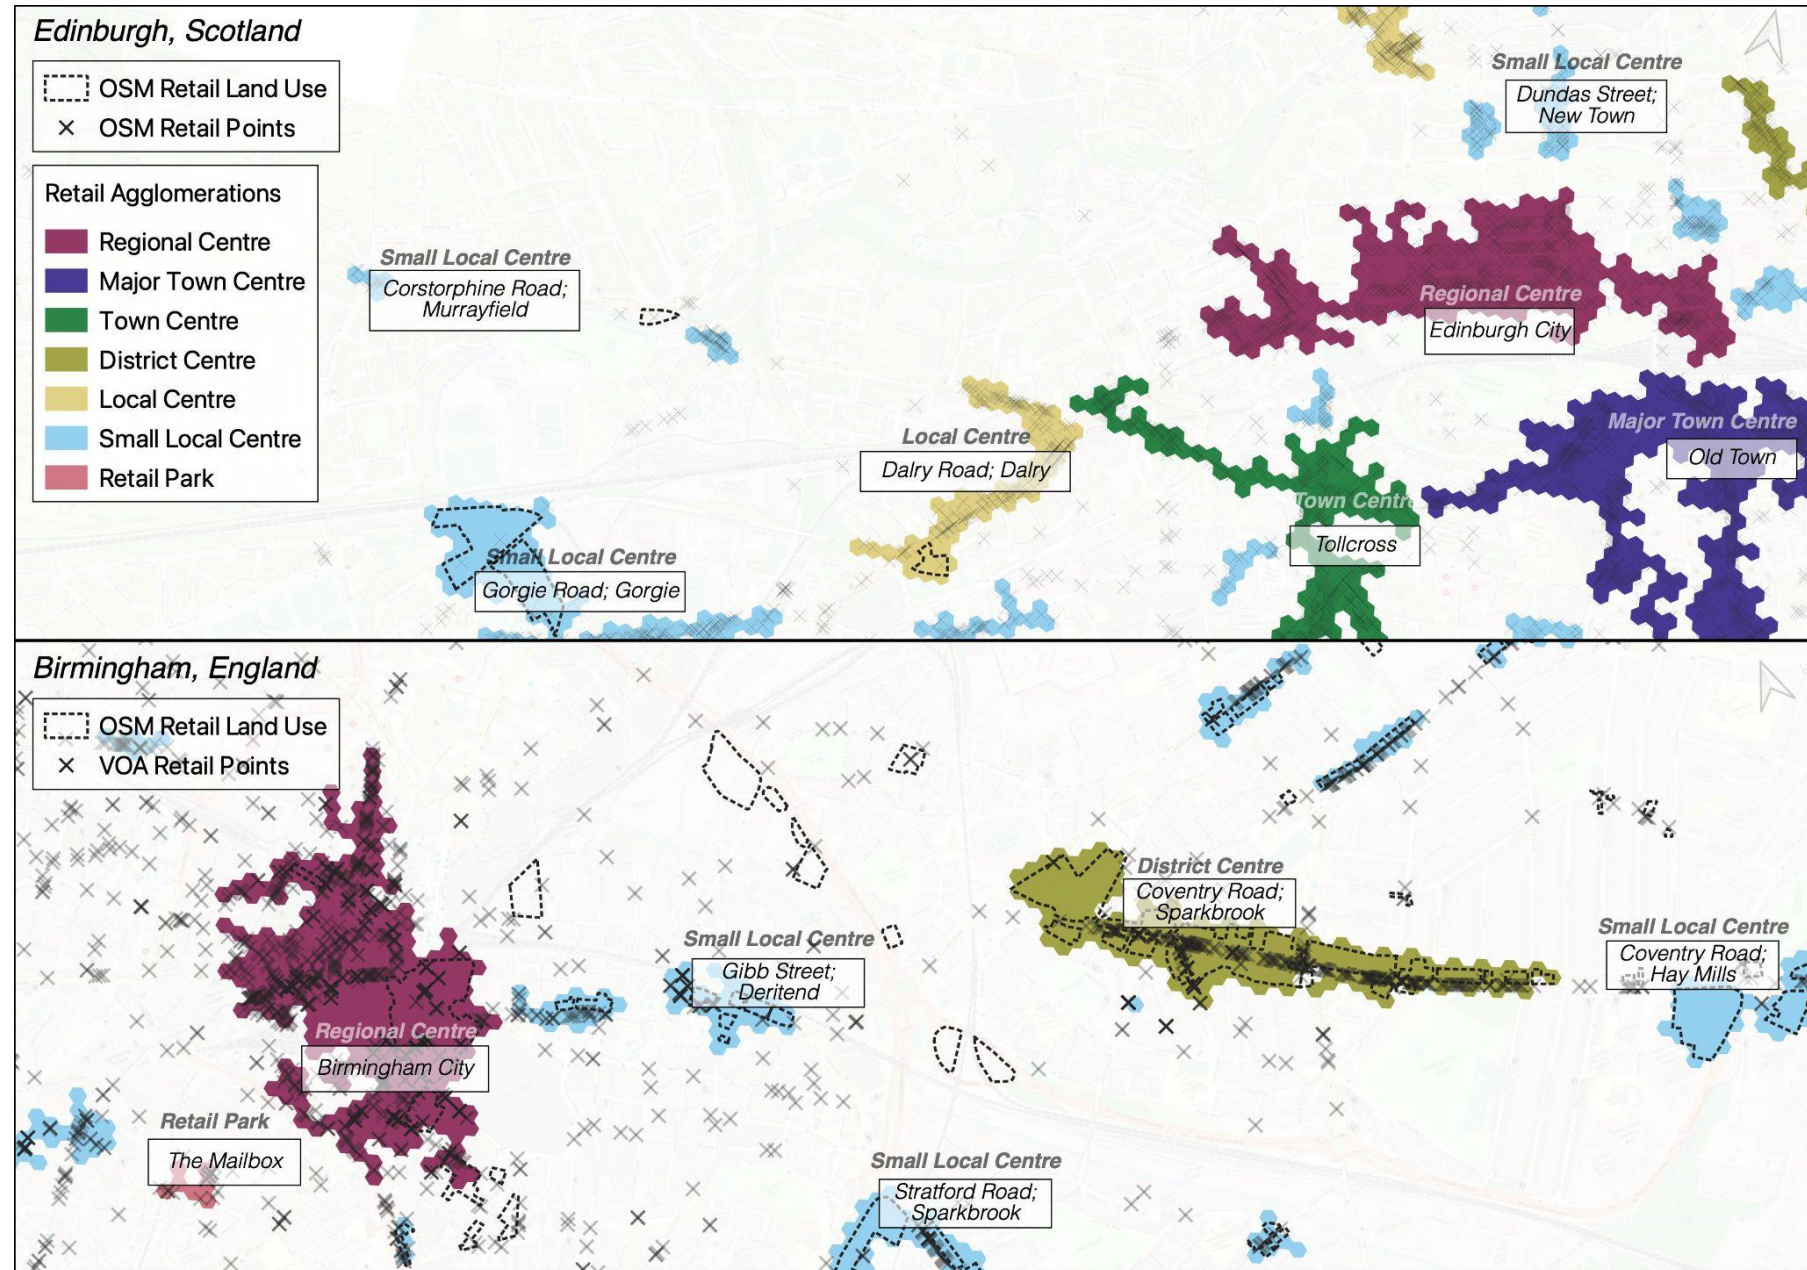 Edinburgh, Scotland
OSM Retail Land Use
OSM Retail Points
Retail Agglomerations
Regional Centre
Major Town Centre
Town Centre
District Centre
Local Centre
Small Local Centre
Retail Park
Small Local Centre
Corstorphine Road;
Murrayfield
Small Local Centre
Dundas Street;
New Town
Regional Centre
Edinburgh City
Local Centre
Dalry Road; Dalry
Town Centre
Tollcross
Major Town Centre
Old Town
Small Local Centre
Gorgie Road; Gorgie
Birmingham, England
OSM Retail Land Use
VOA Retail Points
District Centre
Coventry Road;
Sparkbrook
Small Local Centre
Gibb Street;
Deritend
Small Local Centre
Coventry Road;
Hay Mills
Regional Centre
Birmingham City
Retail Park
The Mailbox
Small Local Centre
Stratford Road;
Sparkbrook